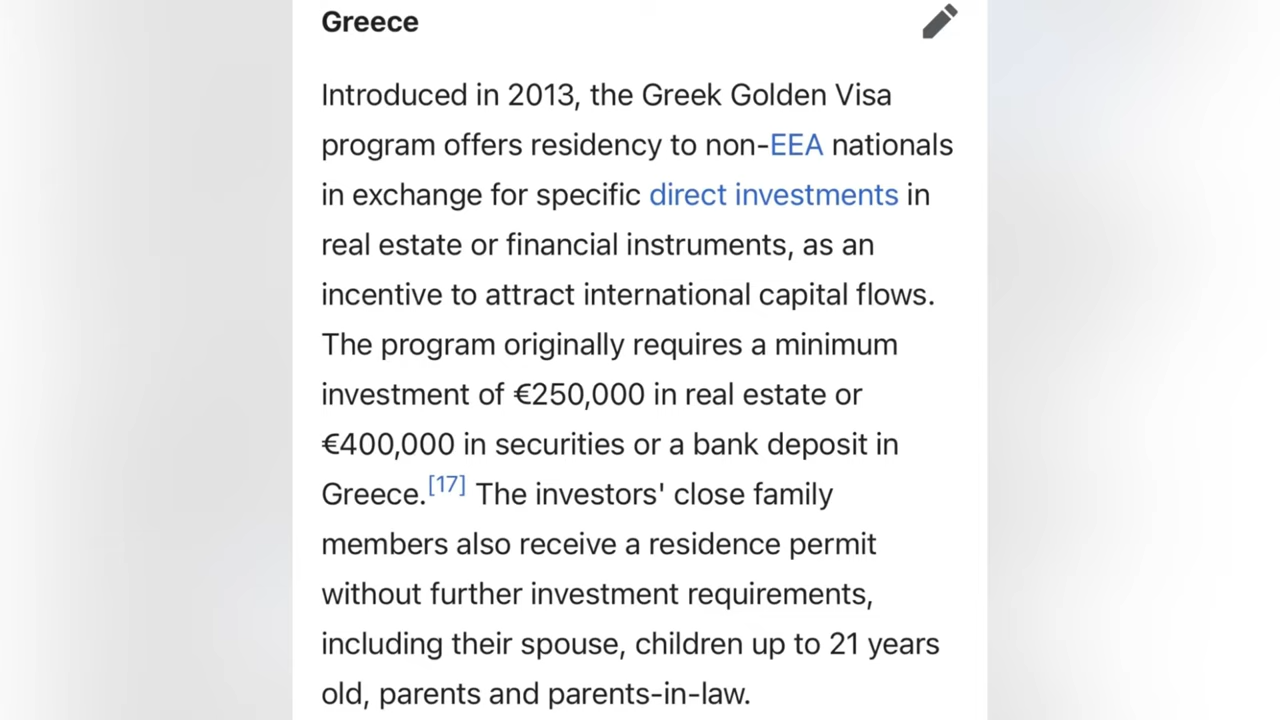 Greece
Introduced in 2013, the Greek Golden Visa
program offers residency to non-EEA nationals
in exchange for specific direct investments in
real estate or financial instruments, as an
incentive to attract international capital flows.
The program originally requires a minimum
investment of €250,000 in real estate or
€400,000 in securities or a bank deposit in
Greece.[17] The investors' close family
members also receive a residence permit
without further investment requirements,
including their spouse, children up to 21 years
old, parents and parents-in-law.